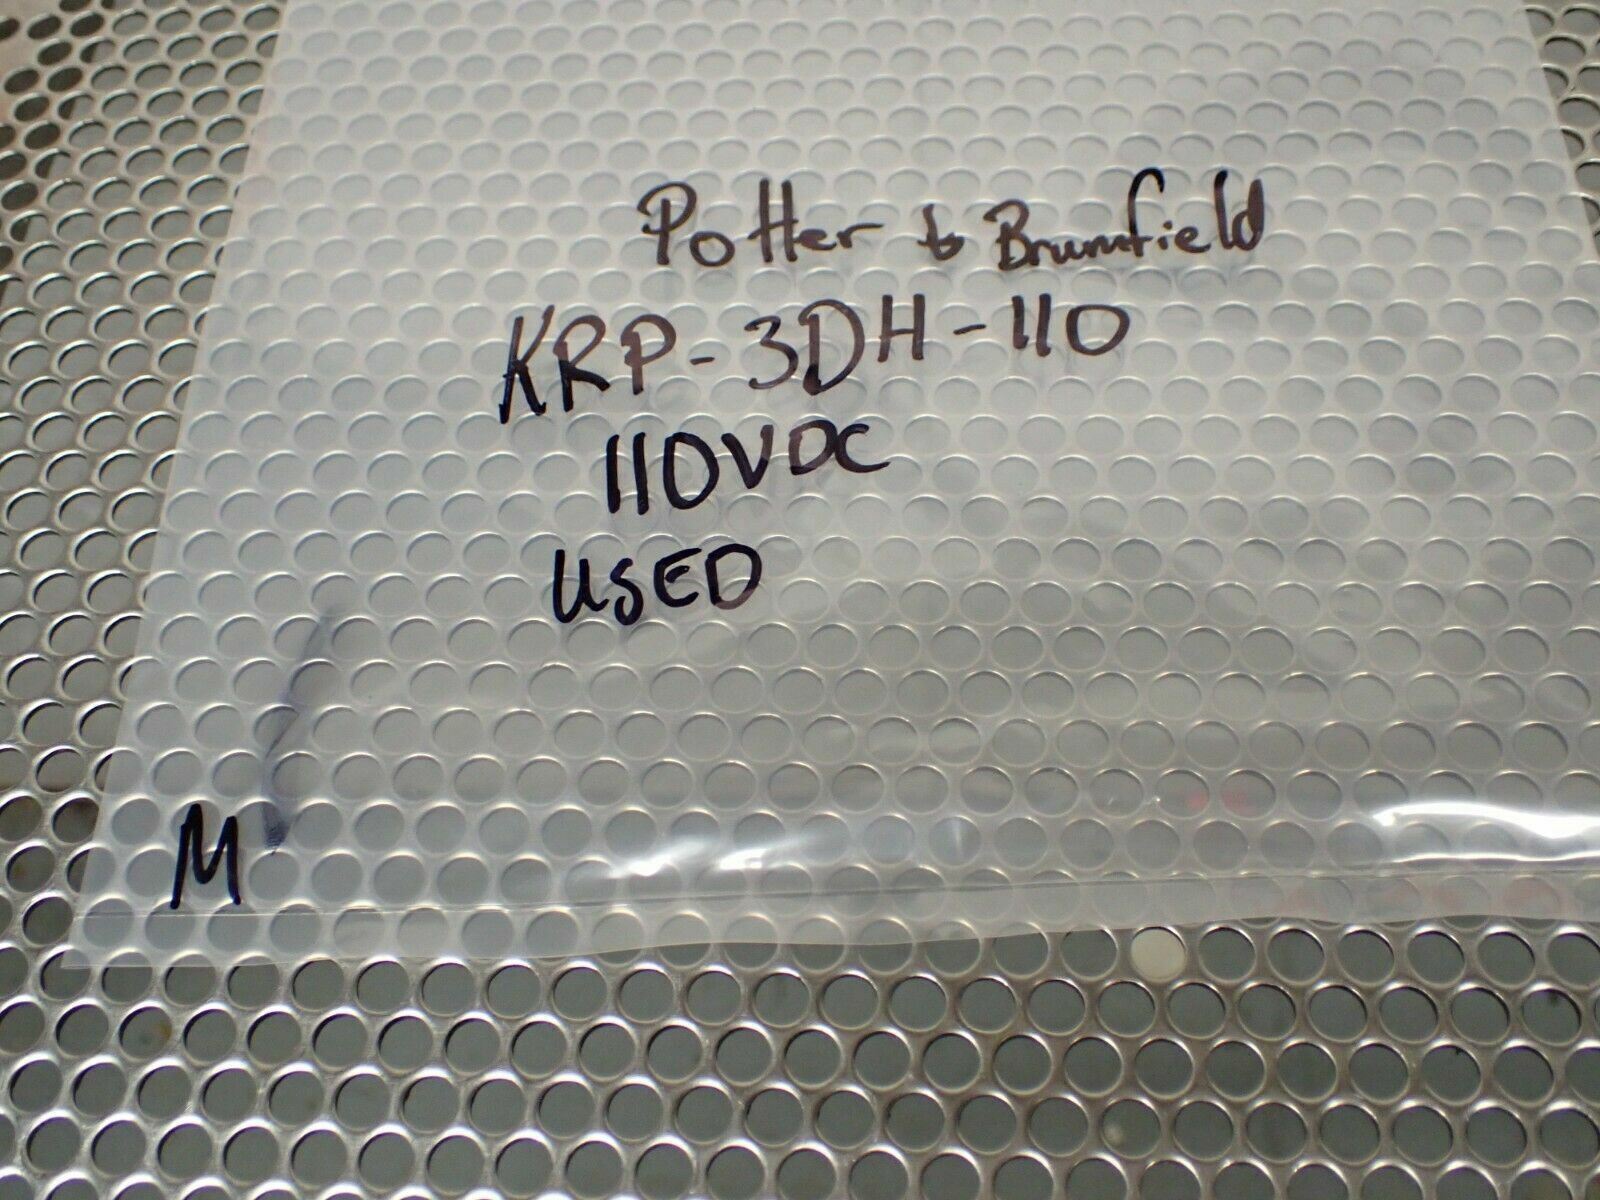 Potter & Brumfield
KRP-3DH-110
110VDC
USED
M